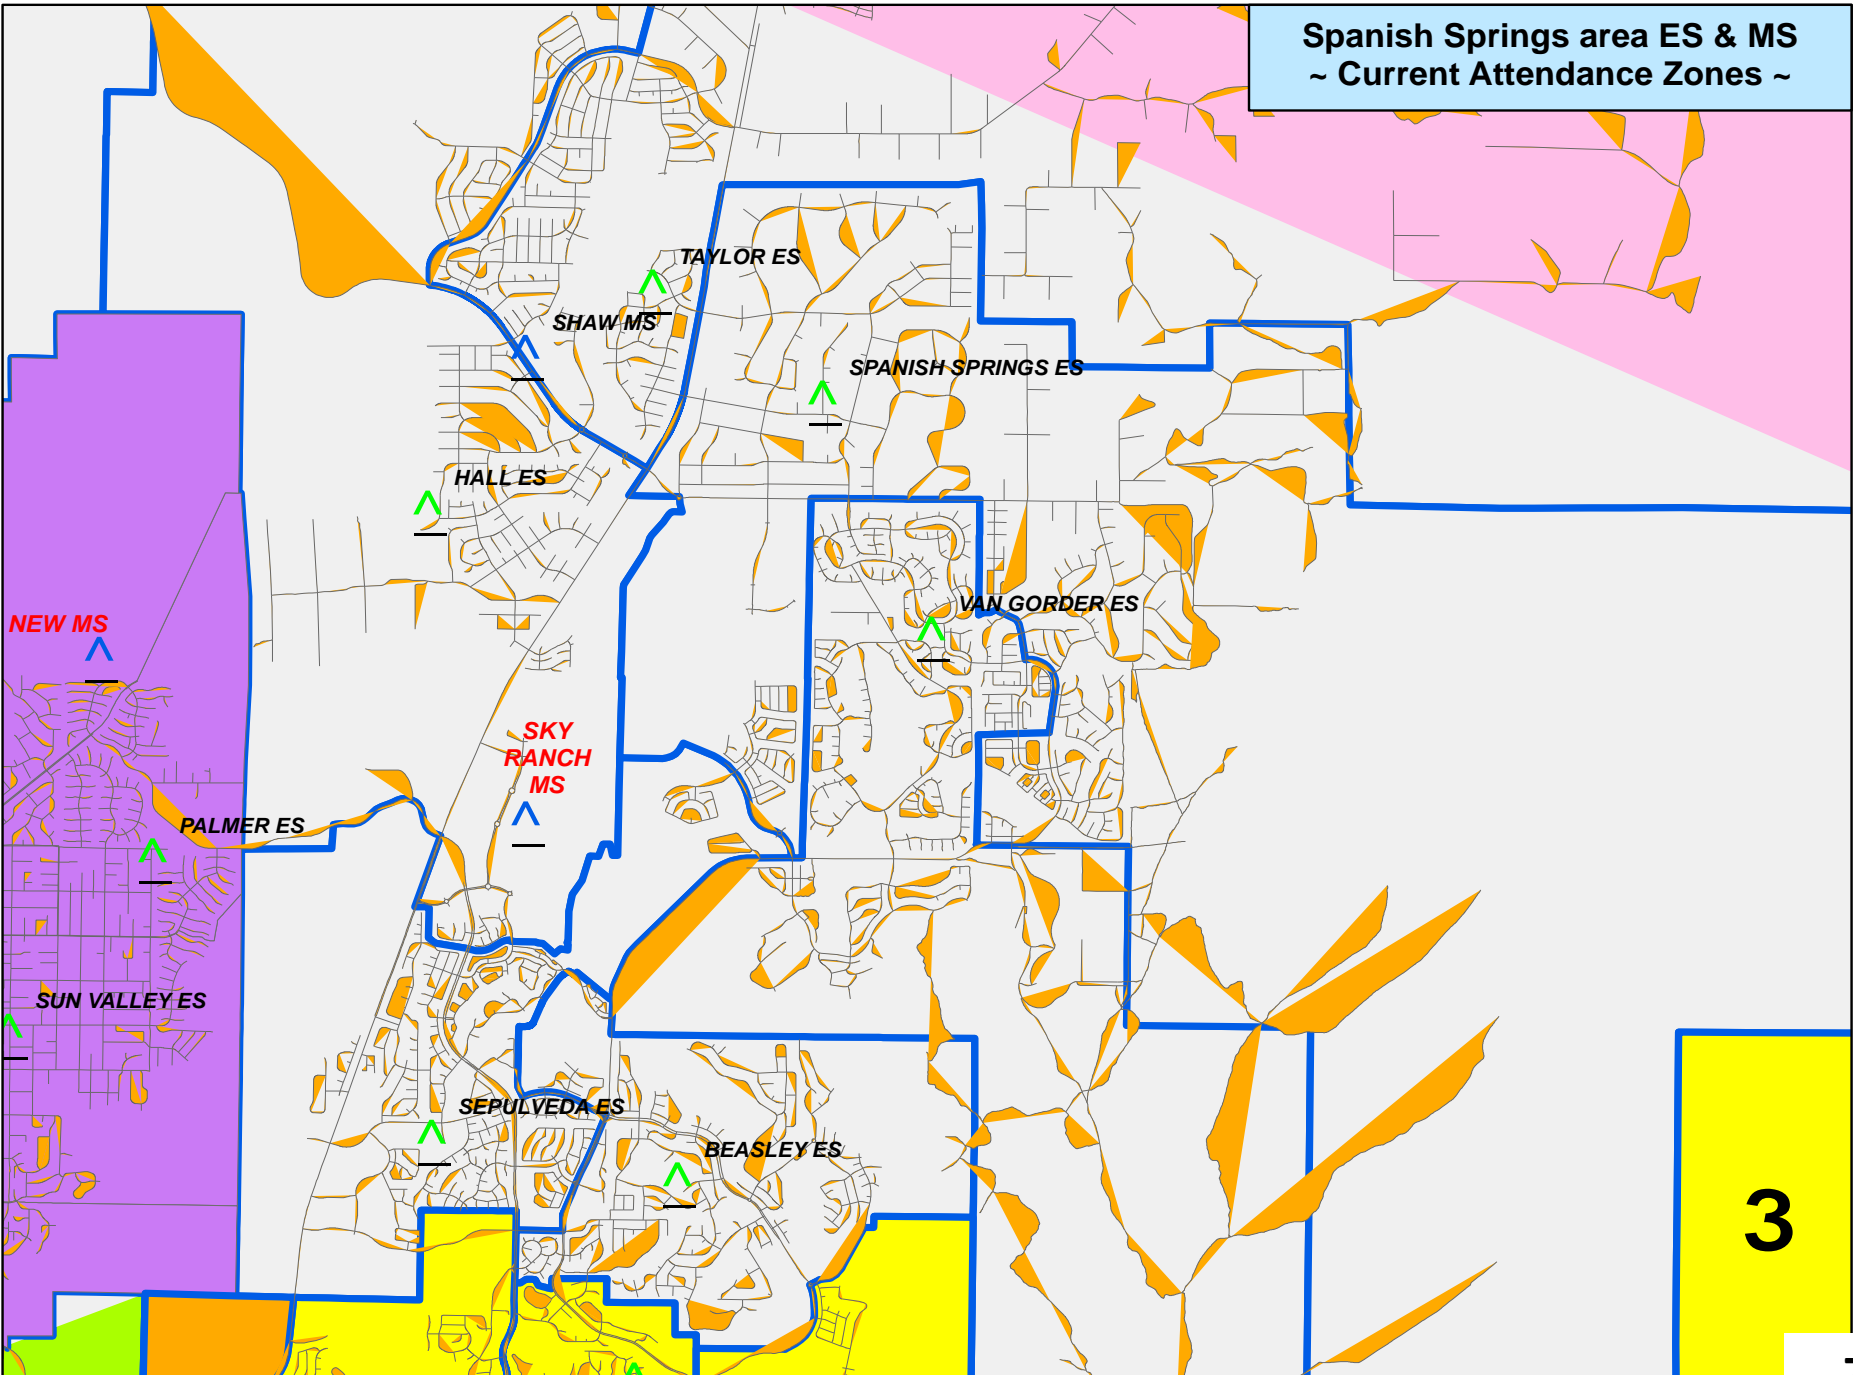 Spanish Springs area ES & MS
~ Current Attendance Zones ~
TAYLOR ES
SHAW MS
SPANISH SPRINGS ES
HALL ES
VAN GORDER ES
NEW MS
SKY
RANCH
MS
PALMER ES
SUN VALLEY ES
SEPULVEDA ES
BEASLEY ES
3